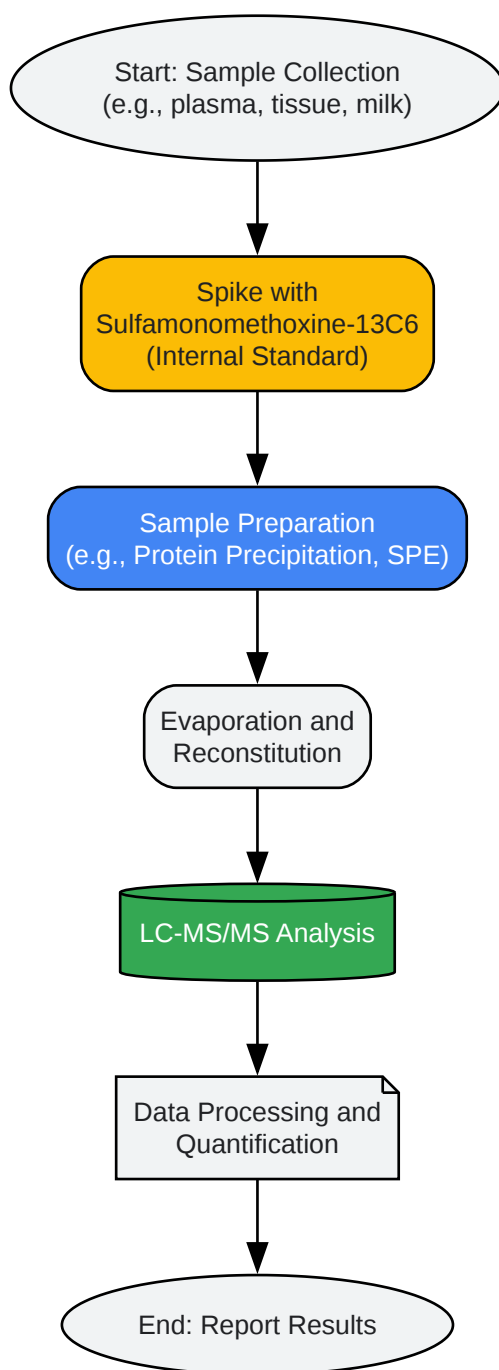 Start: Sample Collection
(e.g., plasma, tissue, milk)
Spike with
Sulfamonomethoxine-13C6
(Internal Standard)
Sample Preparation
(e.g., Protein Precipitation, SPE)
Evaporation and
Reconstitution
LC-MS/MS Analysis
Data Processing and
Quantification
End: Report Results